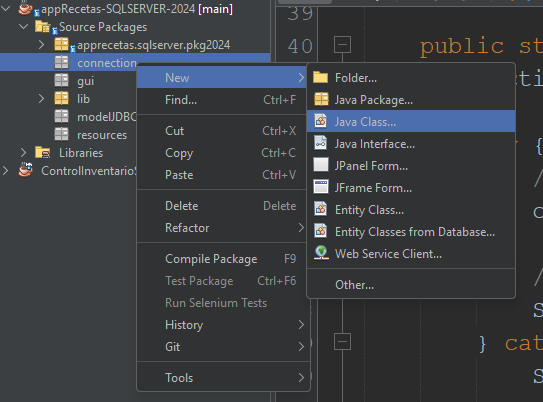 appRecetas-SQLSERVER-2024 [main]
Source Packages
apprecetas.sqlserver.pkg2024
connection
gui
lib
modelJDBC
resources
Libraries
ControlInventarioS
New
Find... Ctrl+F
Cut Ctrl+X
Copy Ctrl+C
Paste Ctrl+V
Delete Delete
Refactor
Compile Package F9
Test Package Ctrl+F6
Run Selenium Tests
History
Git
Tools
Folder...
Java Package...
Java Class...
Java Interface...
JPanel Form...
JFrame Form...
Entity Class...
Entity Classes from Database...
Web Service Client...
Other...
39
40 public st
cti
{
/
c
/
S
} cat
S